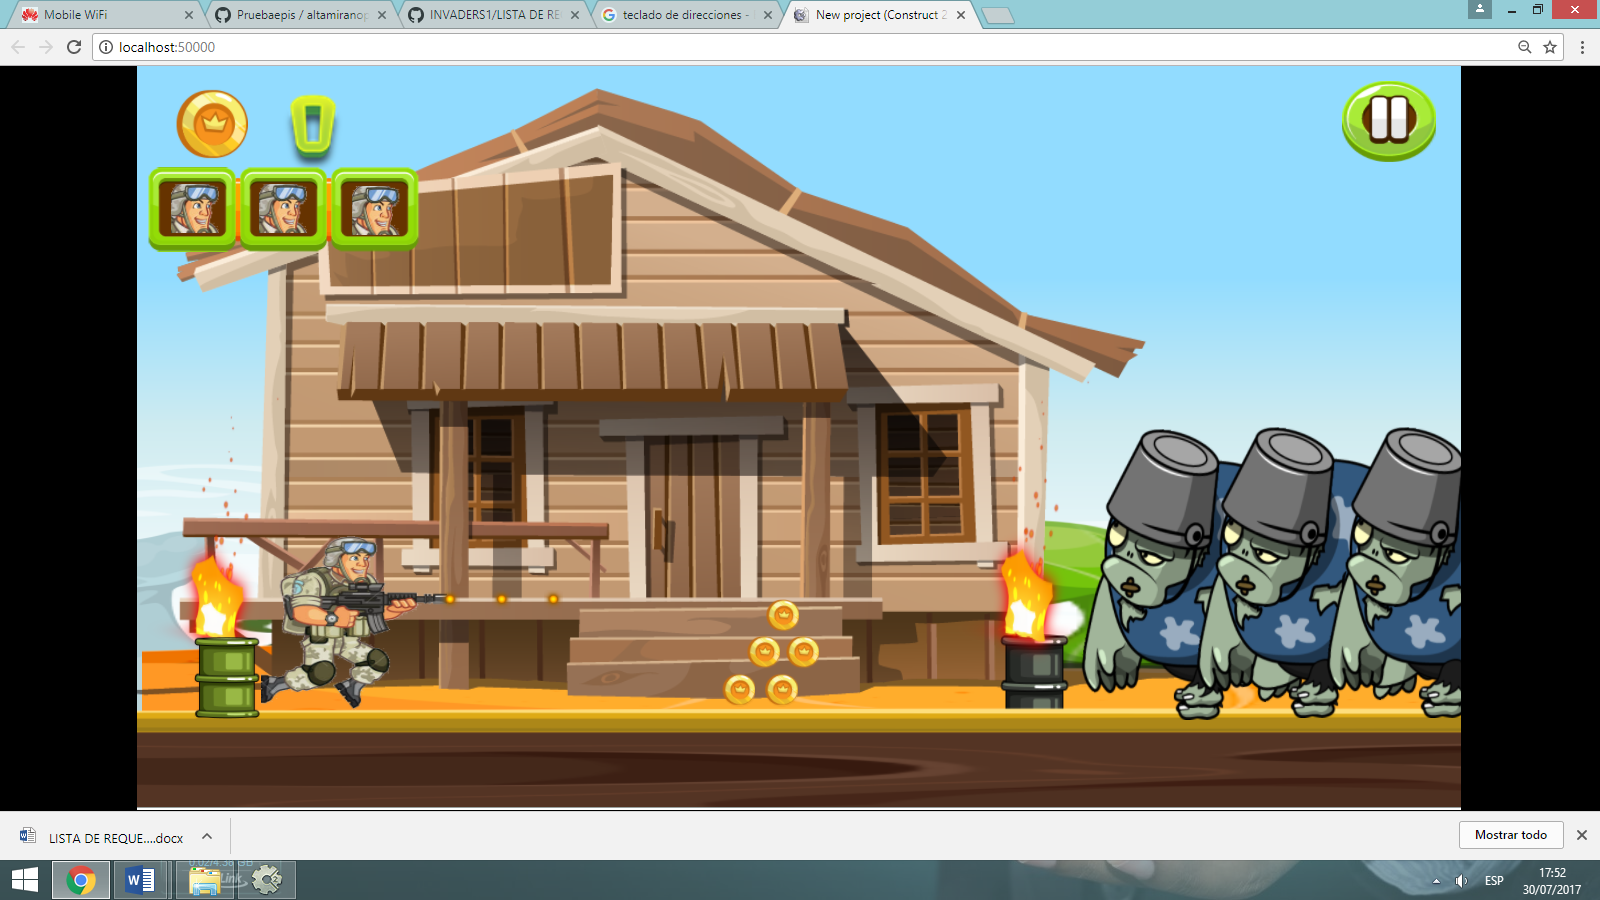 Mobile WiFi
Pruebaepis / altamiranop
INVADERS1/LISTA DE RE
teclado de direcciones -
New project (Construct 2
localhost:50000
0
LISTA DE REQUE....docx
Mostrar todo
ESP
17:52
30/07/2017